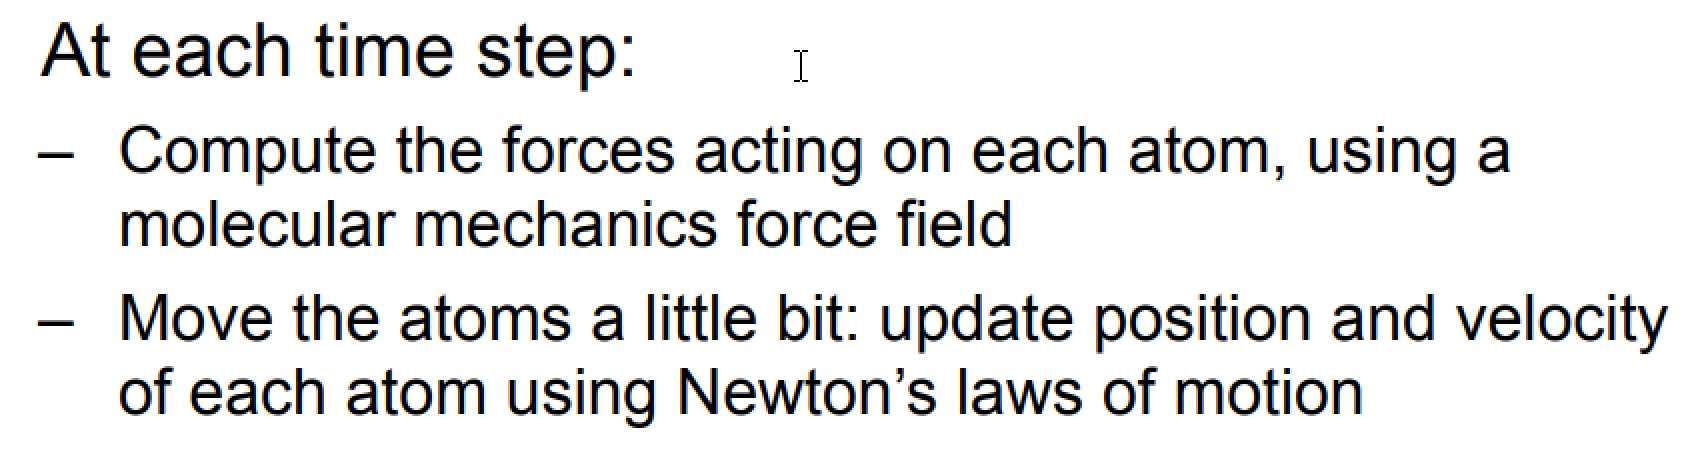 At each time step:
– Compute the forces acting on each atom, using a
molecular mechanics force field
– Move the atoms a little bit: update position and velocity
of each atom using Newton’s laws of motion